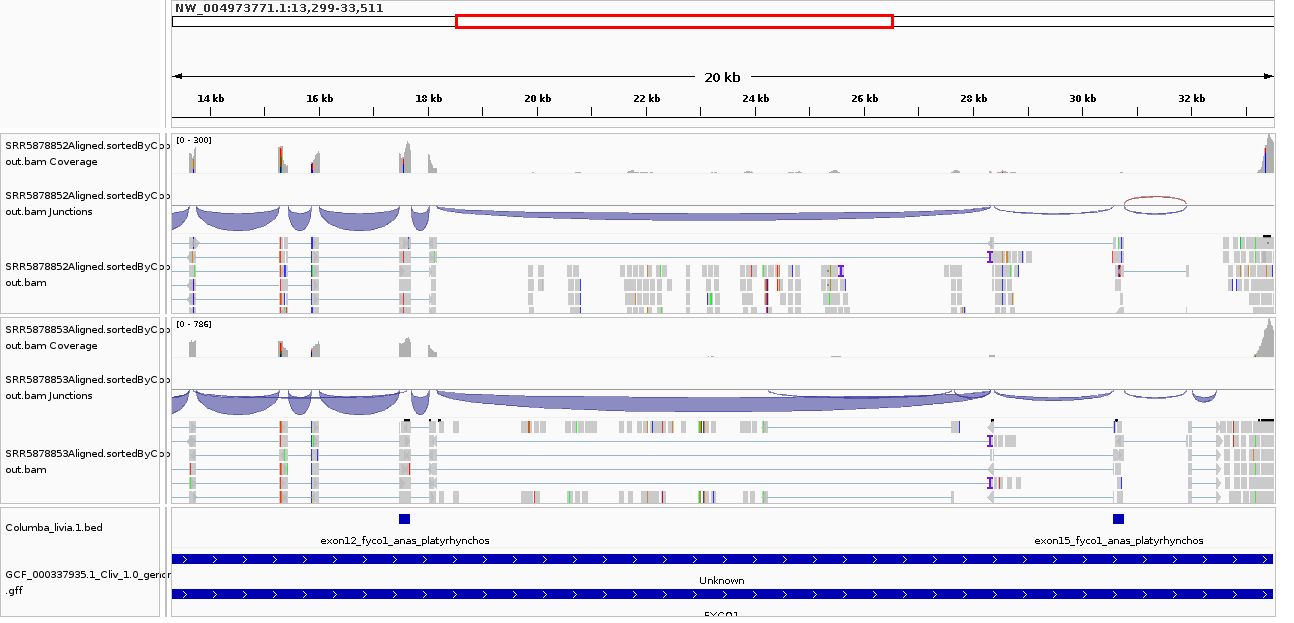 NW_004973771.1:13,299-33,511
20 kb
14 kb 16 kb 18 kb 20 kb 22 kb 24 kb 26 kb 28 kb 30 kb 32 kb
SRR5878852Aligned.sortedByCoo
out.bam Coverage
[0 - 300]
SRR5878852Aligned.sortedByCoo
out.bam Junctions
SRR5878852Aligned.sortedByCoo
out.bam
SRR5878853Aligned.sortedByCoo
out.bam Coverage
[0 - 786]
SRR5878853Aligned.sortedByCoo
out.bam Junctions
SRR5878853Aligned.sortedByCoo
out.bam
Columba_livia.1.bed
exon12_fyco1_anas_platyrhynchos exon15_fyco1_anas_platyrhynchos
GCF_000337935.1_Cliv_1.0_genor
.gff
Unknown
FYCO1